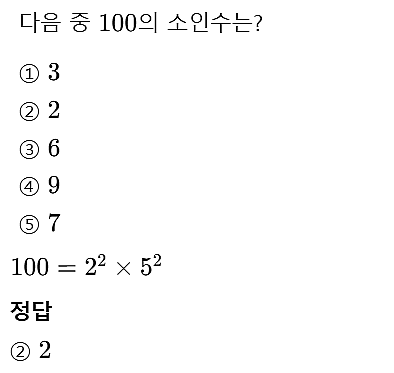 다음 중 100의 소인수는?
① 3
② 2
③ 6
④ 9
⑤ 7
100 = 2² × 5²
정답
② 2